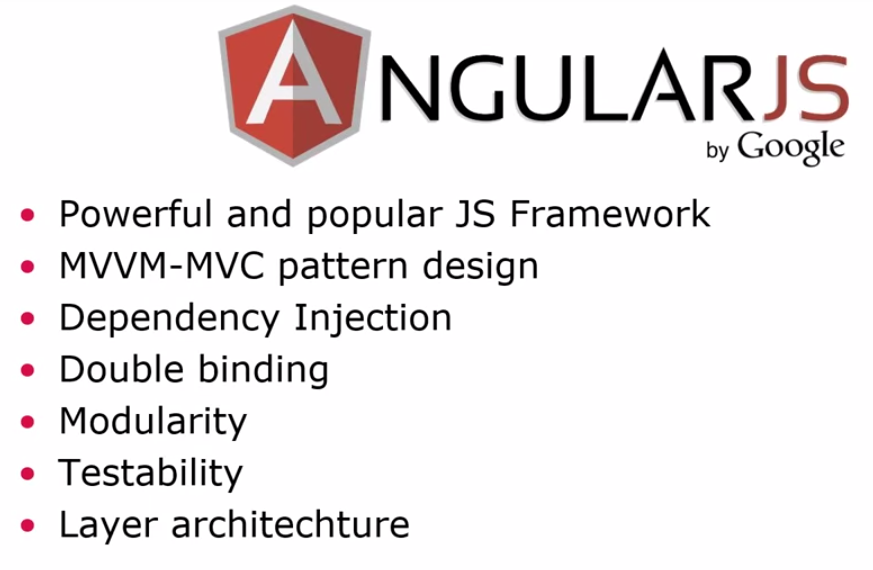 ANGULARJS
by Google
• Powerful and popular JS Framework
• MVVM-MVC pattern design
• Dependency Injection
• Double binding
• Modularity
• Testability
• Layer architechture